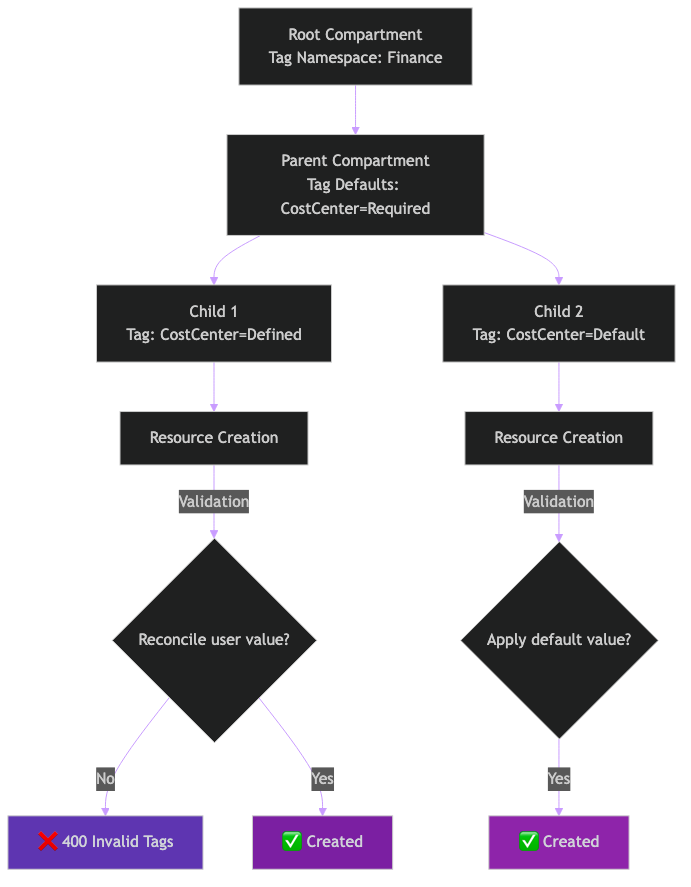 Root Compartment
Tag Namespace: Finance
Parent Compartment
Tag Defaults:
CostCenter=Required
Child 1
Tag: CostCenter=Defined
Child 2
Tag: CostCenter=Default
Resource Creation
Resource Creation
Validation
Validation
Reconcile user value?
Apply default value?
No
Yes
Yes
❌ 400 Invalid Tags
✅ Created
✅ Created